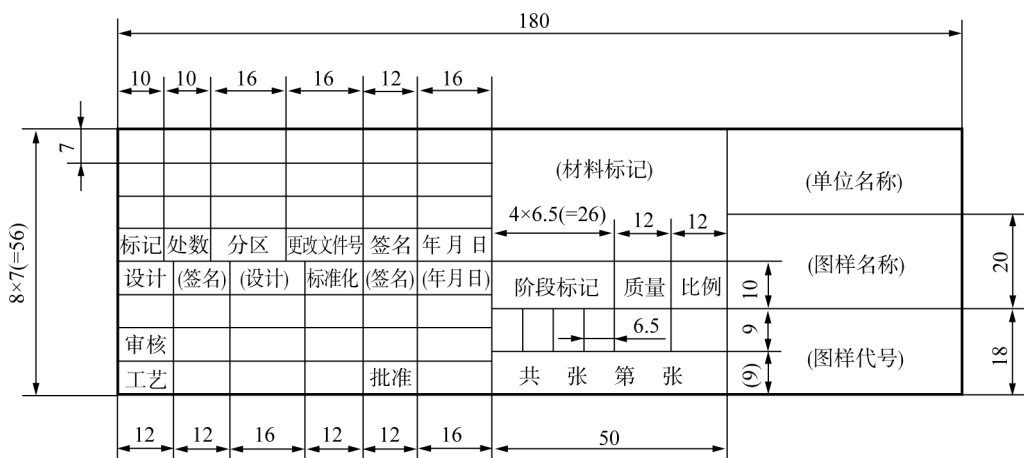 180
10 10 16 16 12 16
7
(材料标记)
(单位名称)
4×6.5(=26) 12 12
标记 处数 分区 更改文件号 签名 年 月 日
8×7(=56)
设计 (签名) (设计) 标准化 (签名) (年月日)
阶段标记 质量 比例 10
(图样名称)
20
6.5 9
审核
(图样代号)
18
工艺 批准
共 张 第 张 (9)
12 12 16 12 12 16 50